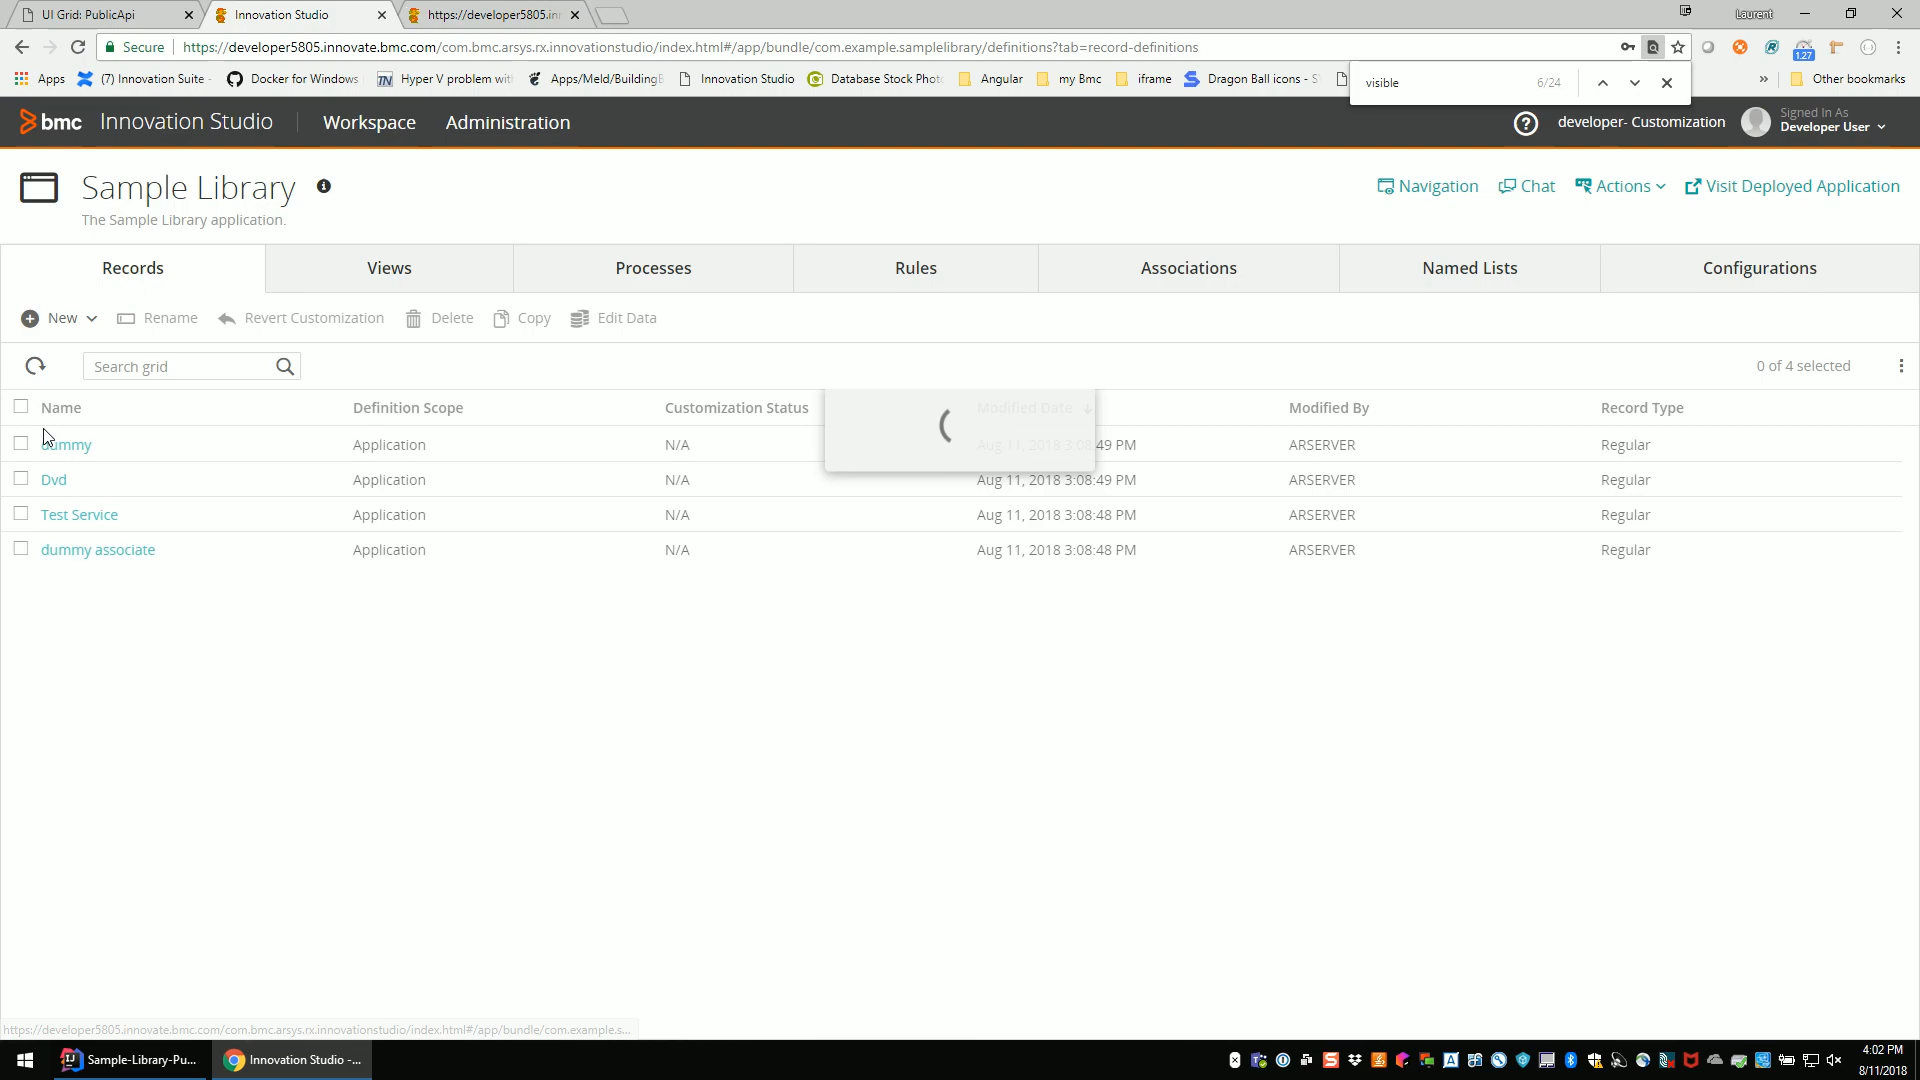 UI Grid: PublicApi
Innovation Studio
https://developer5805.in
Laurent
Secure
https://developer5805.innovate.bmc.com/com.bmc.arsys.rx.innovationstudio/index.html#/app/bundle/com.example.samplelibrary/definitions?tab=record-definitions
1.27
Apps
(7) Innovation Suite -
Docker for Windows
Hyper V problem wit
Apps/Meld/Building
Innovation Studio
Database Stock Phot
Angular
my Bmc
iframe
Dragon Ball icons - S
»
Other bookmarks
visible
6/24
bmc
Innovation Studio
Workspace
Administration
developer- Customization
Signed In As
Developer User
Sample Library
The Sample Library application.
Navigation
Chat
Actions
Visit Deployed Application
Records
Views
Processes
Rules
Associations
Named Lists
Configurations
New
Rename
Revert Customization
Delete
Copy
Edit Data
Search grid
0 of 4 selected
Name Definition Scope Customization Status Modified Date Modified By Record Type
dummy Application N/A Aug 11, 2018 3:08:49 PM ARSERVER Regular
Dvd Application N/A Aug 11, 2018 3:08:49 PM ARSERVER Regular
Test Service Application N/A Aug 11, 2018 3:08:48 PM ARSERVER Regular
dummy associate Application N/A Aug 11, 2018 3:08:48 PM ARSERVER Regular
https://developer5805.innovate.bmc.com/com.bmc.arsys.rx.innovationstudio/index.html#/app/bundle/com.example.s...
Sample-Library-Pu...
Innovation Studio -...
4:02 PM
8/11/2018